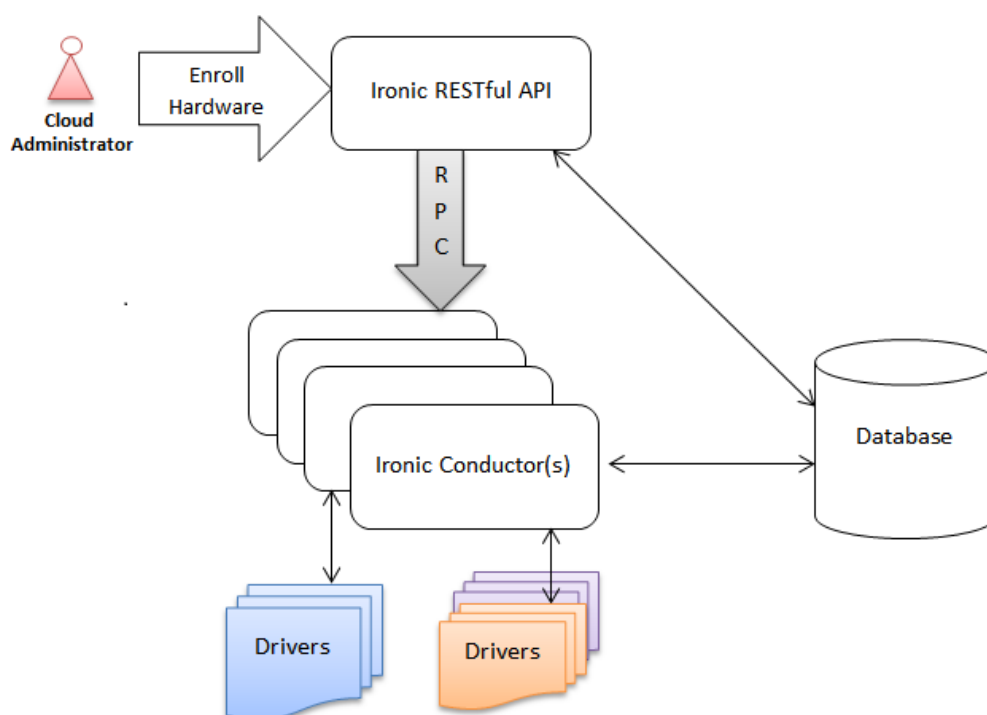 Enroll
Hardware
Ironic RESTful API
Cloud
Administrator
R
P
C
Ironic Conductor(s)
Database
Drivers
Drivers